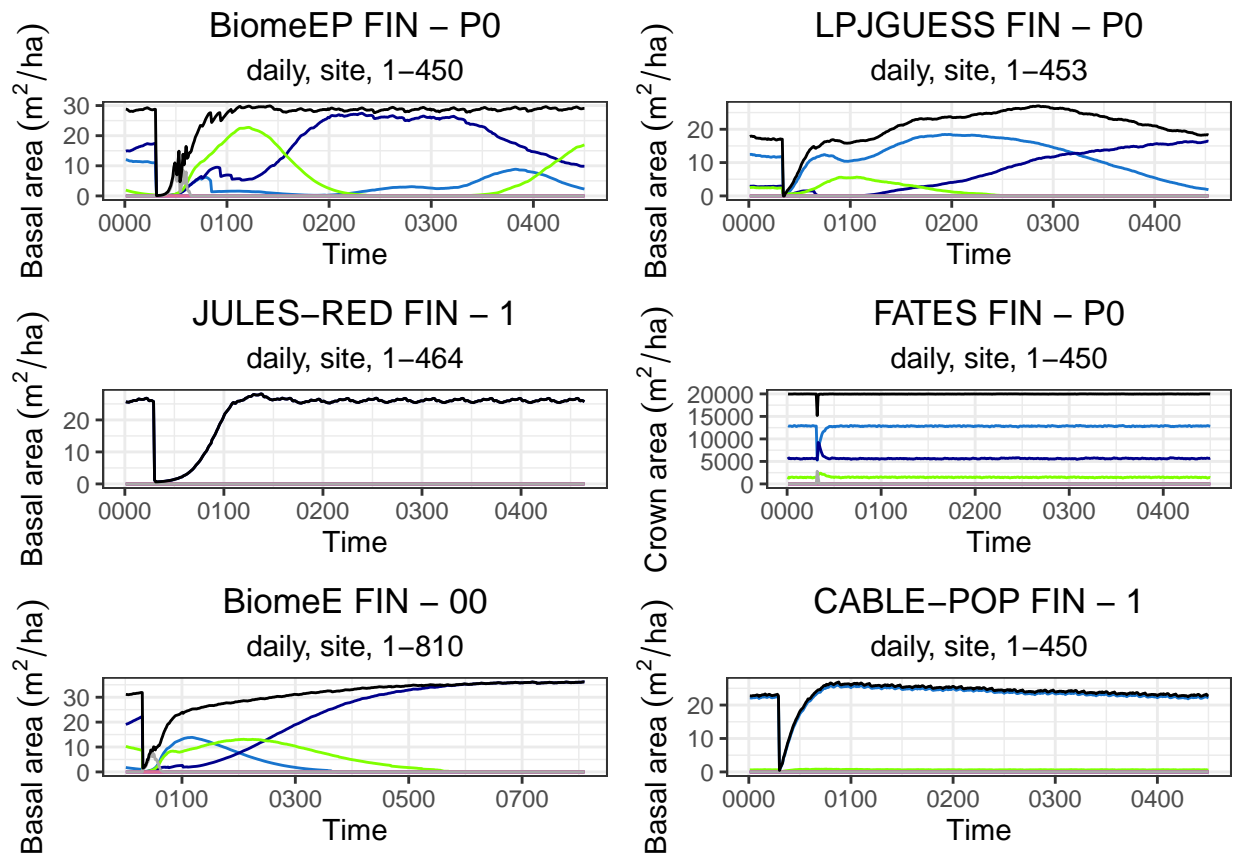 BiomeEP FIN − P0
daily, site, 1−450
Basal area (m²/ha)
30
20
10
0
0000 0100 0200 0300 0400
Time
LPJGUESS FIN − P0
daily, site, 1−453
Basal area (m²/ha)
20
10
0
0000 0100 0200 0300 0400
Time
JULES−RED FIN − 1
daily, site, 1−464
Basal area (m²/ha)
20
10
0
0000 0100 0200 0300 0400
Time
FATES FIN − P0
daily, site, 1−450
Crown area (m²/ha)
20000
15000
10000
5000
0
0000 0100 0200 0300 0400
Time
BiomeE FIN − 00
daily, site, 1−810
Basal area (m²/ha)
30
20
10
0
0100 0300 0500 0700
Time
CABLE−POP FIN − 1
daily, site, 1−450
Basal area (m²/ha)
20
10
0
0000 0100 0200 0300 0400
Time